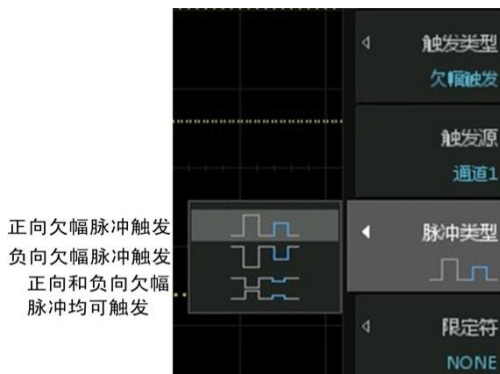 触发类型
欠幅触发
触发源
通道1
脉冲类型
限定符
NONE
正向欠幅脉冲触发
负向欠幅脉冲触发
正向和负向欠幅
脉冲均可触发